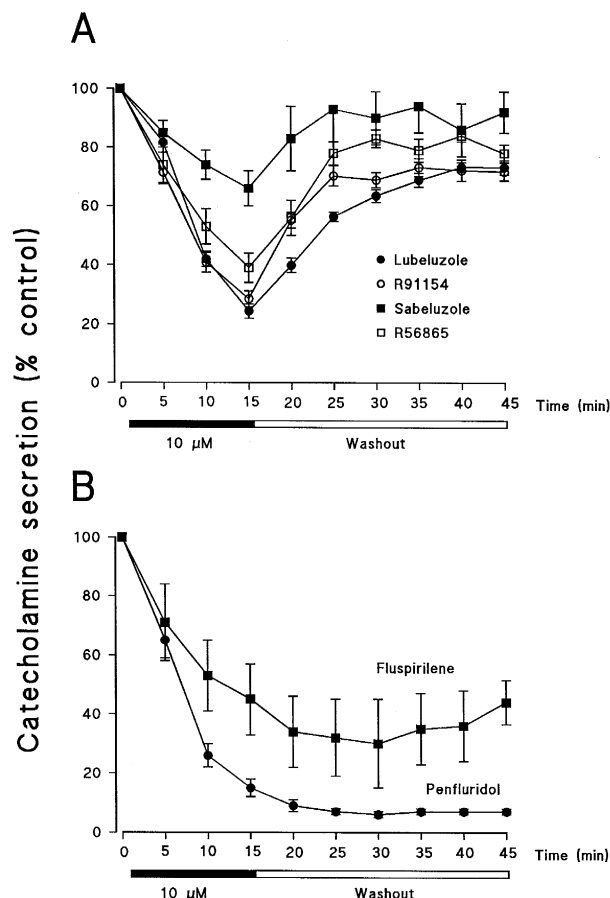 A
Catecholamine secretion (% control)
100
80
60
40
20
0
Lubeluzole
R91154
Sabeluzole
R56865
0 5 10 15 20 25 30 35 40 45 Time (min)
10 μM Washout
B
100
80
60
40
20
0
Fluspirilene
Penfluridol
0 5 10 15 20 25 30 35 40 45 Time (min)
10 μM Washout